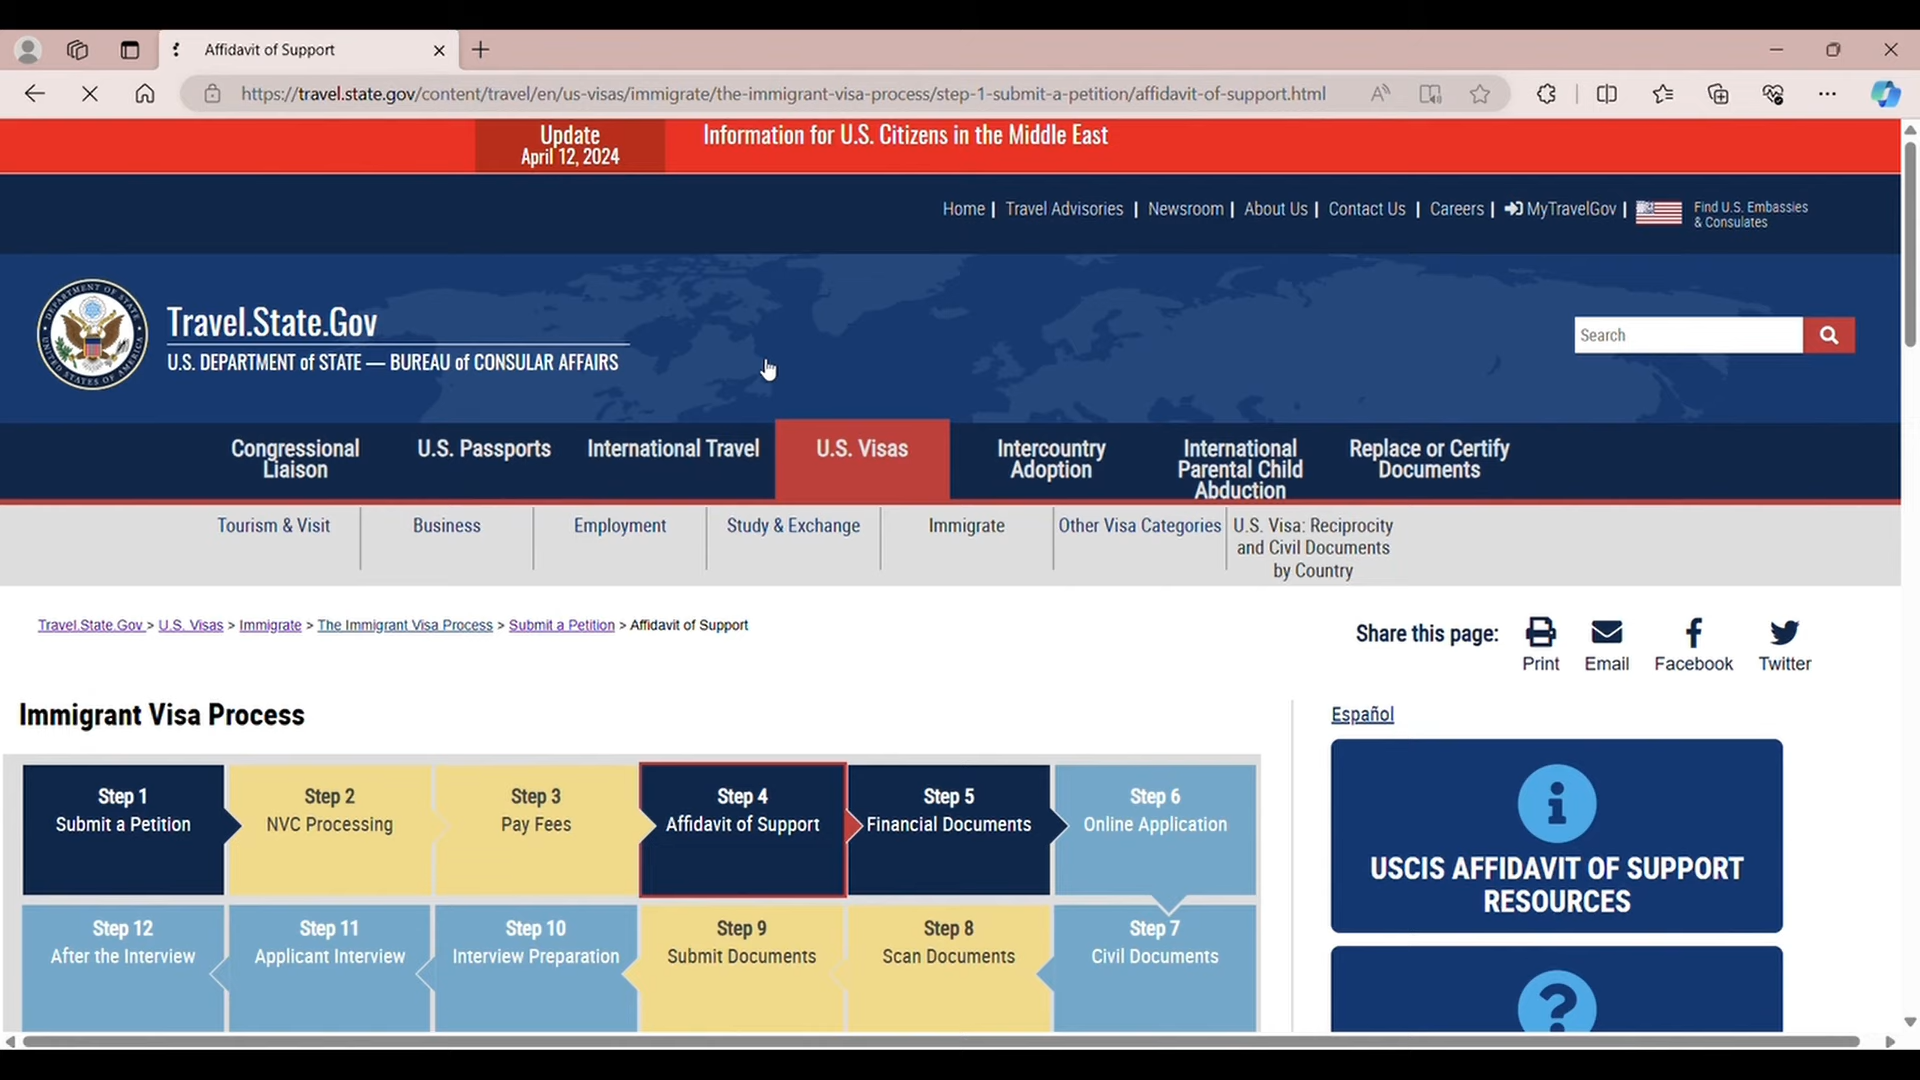 Affidavit of Support
https://travel.state.gov/content/travel/en/us-visas/immigrate/the-immigrant-visa-process/step-1-submit-a-petition/affidavit-of-support.html
Update
April 12, 2024
Information for U.S. Citizens in the Middle East
Home | Travel Advisories | Newsroom | About Us | Contact Us | Careers | MyTravelGov |
Find U.S. Embassies
& Consulates
DEPARTMENT OF STATE
UNITED STATES OF AMERICA
Travel.State.Gov
U.S. DEPARTMENT of STATE — BUREAU of CONSULAR AFFAIRS
Search
Congressional
Liaison
U.S. Passports
International Travel
U.S. Visas
Intercountry
Adoption
International
Parental Child
Abduction
Replace or Certify
Documents
Tourism & Visit
Business
Employment
Study & Exchange
Immigrate
Other Visa Categories
U.S. Visa: Reciprocity
and Civil Documents
by Country
Travel.State.Gov > U.S. Visas > Immigrate > The Immigrant Visa Process > Submit a Petition > Affidavit of Support
Share this page:
Print
Email
Facebook
Twitter
Immigrant Visa Process
Español
Step 1
Submit a Petition
Step 2
NVC Processing
Step 3
Pay Fees
Step 4
Affidavit of Support
Step 5
Financial Documents
Step 6
Online Application
USCIS AFFIDAVIT OF SUPPORT
RESOURCES
Step 12
After the Interview
Step 11
Applicant Interview
Step 10
Interview Preparation
Step 9
Submit Documents
Step 8
Scan Documents
Step 7
Civil Documents